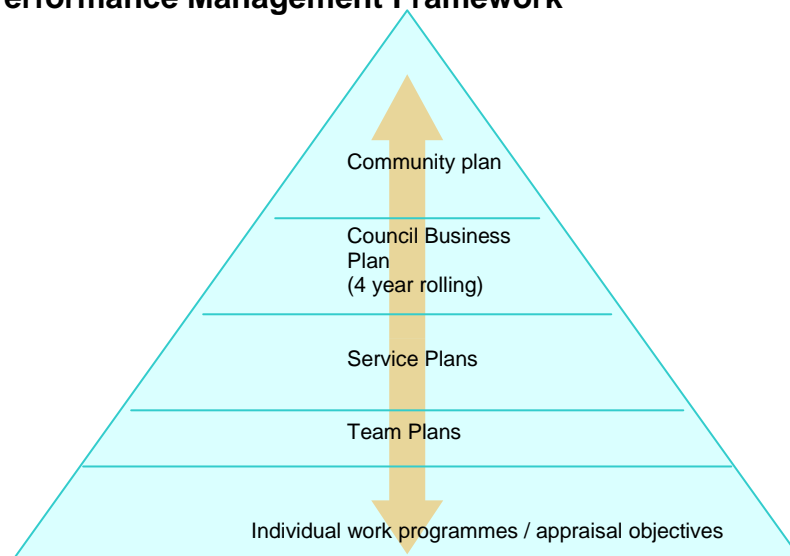 erformance Management Framework
Community plan
Council Business
Plan
(4 year rolling)
Service Plans
Team Plans
Individual work programmes / appraisal objectives